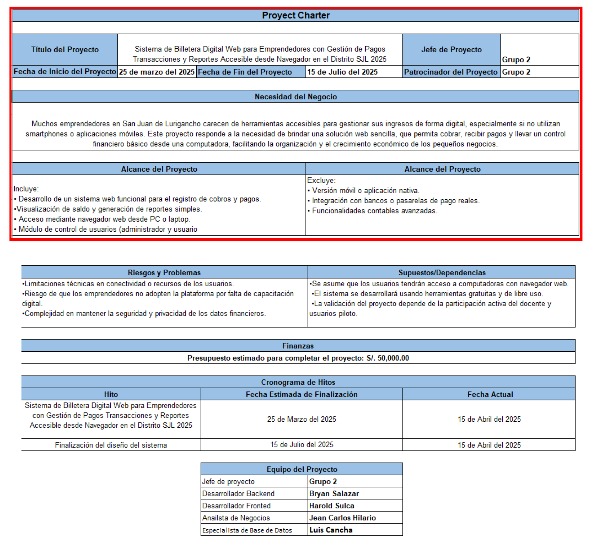 Proyect Charter
Título del Proyecto
Sistema de Billetera Digital Web para Emprendedores con Gestión de Pagos
Transacciones y Reportes Accesible desde Navegador en el Distrito SJL 2025
Jefe de Proyecto
Grupo 2
Fecha de Inicio del Proyecto 25 de marzo del 2025 Fecha de Fin del Proyecto 15 de Julio del 2025 Patrocinador del Proyecto Grupo 2
Necesidad del Negocio
Muchos emprendedores en San Juan de Lurigancho carecen de herramientas accesibles para gestionar sus ingresos de forma digital, especialmente si no utilizan
smartphones o aplicaciones móviles. Este proyecto responde a la necesidad de brindar una solución web sencilla, que permita cobrar, recibir pagos y llevar un control
financiero básico desde una computadora, facilitando la organización y el crecimiento económico de los pequeños negocios.
Alcance del Proyecto
Incluye:
• Desarrollo de un sistema web funcional para el registro de cobros y pagos.
•Visualización de saldo y generación de reportes simples.
• Acceso mediante navegador web desde PC o laptop.
• Módulo de control de usuarios (administrador y usuario
Alcance del Proyecto
Excluye:
• Versión móvil o aplicación nativa.
• Integración con bancos o pasarelas de pago reales.
• Funcionalidades contables avanzadas.
Riesgos y Problemas
•Limitaciones técnicas en conectividad o recursos de los usuarios.
•Riesgo de que los emprendedores no adopten la plataforma por falta de capacitación
digital.
•Complejidad en mantener la seguridad y privacidad de los datos financieros.
Supuestos/Dependencias
•Se asume que los usuarios tendrán acceso a computadoras con navegador web.
•El sistema se desarrollará usando herramientas gratuitas y de libre uso.
•La validación del proyecto depende de la participación activa del docente y
usuarios piloto.
Finanzas
Presupuesto estimado para completar el proyecto: S/. 50,000.00
Cronograma de Hitos
Hito Fecha Estimada de Finalización Fecha Actual
Sistema de Billetera Digital Web para Emprendedores
con Gestión de Pagos Transacciones y Reportes
Accesible desde Navegador en el Distrito SJL 2025
25 de Marzo del 2025 15 de Abril del 2025
Finalización del diseño del sistema 15 de Julio del 2025 15 de Abril del 2025
Equipo del Proyecto
Jefe de proyecto Grupo 2
Desarrollador Backend Bryan Salazar
Desarrollador Fronted Harold Sulca
Analista de Negocios Jean Carlos Hilario
Especialista de Base de Datos Luis Cancha